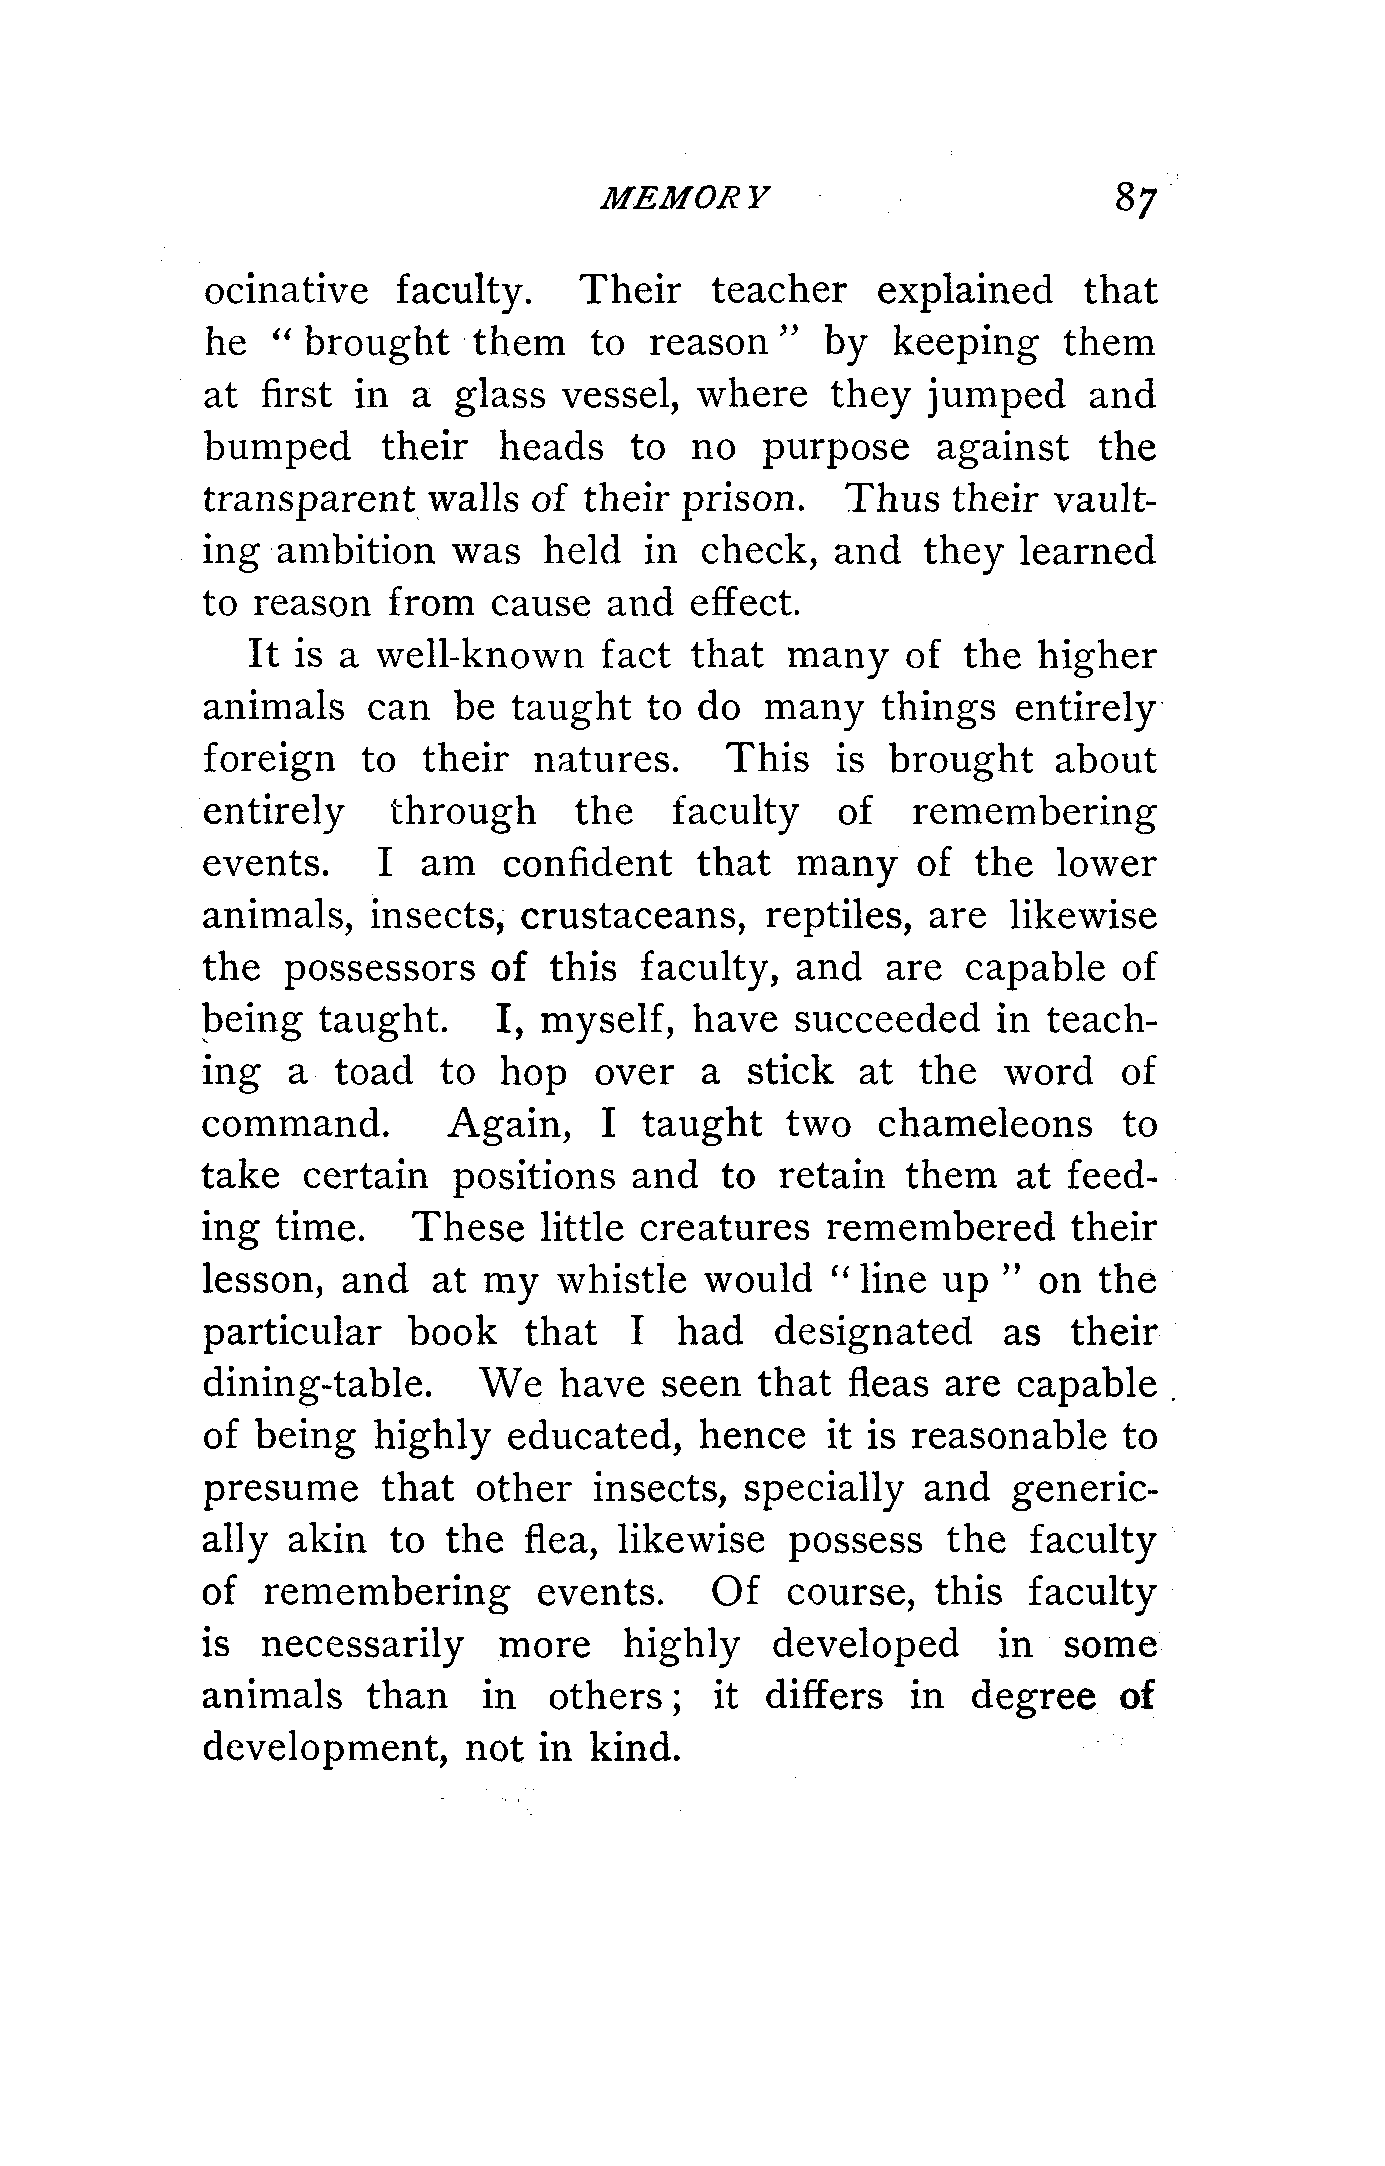 MEMORY 87
ocinative faculty. Their teacher explained that
he “ brought them to reason ” by keeping them
at first in a glass vessel, where they jumped and
bumped their heads to no purpose against the
transparent walls of their prison. Thus their vault-
ing ambition was held in check, and they learned
to reason from cause and effect.
It is a well-known fact that many of the higher
animals can be taught to do many things entirely
foreign to their natures. This is brought about
entirely through the faculty of remembering
events. I am confident that many of the lower
animals, insects, crustaceans, reptiles, are likewise
the possessors of this faculty, and are capable of
being taught. I, myself, have succeeded in teach-
ing a toad to hop over a stick at the word of
command. Again, I taught two chameleons to
take certain positions and to retain them at feed-
ing time. These little creatures remembered their
lesson, and at my whistle would “ line up ” on the
particular book that I had designated as their
dining-table. We have seen that fleas are capable
of being highly educated, hence it is reasonable to
presume that other insects, specially and generic-
ally akin to the flea, likewise possess the faculty
of remembering events. Of course, this faculty
is necessarily more highly developed in some
animals than in others ; it differs in degree of
development, not in kind.